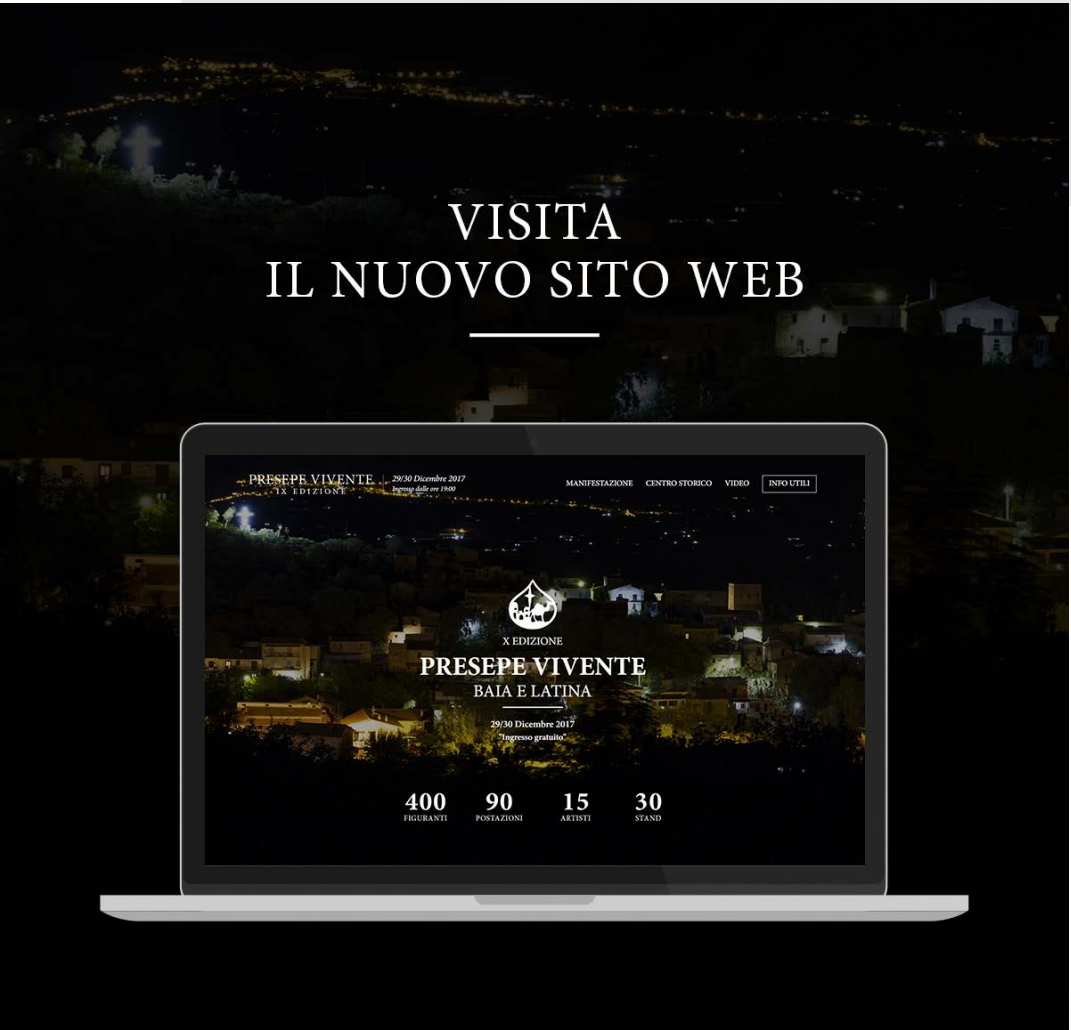 VISITA
IL NUOVO SITO WEB
PRESEPE VIVENTE
IX EDIZIONE
29/30 Dicembre 2017
Ingresso dalle ore 19:00
MANIFESTAZIONE CENTRO STORICO VIDEO INFO UTILI
X EDIZIONE
PRESEPE VIVENTE
BAIA E LATINA
29/30 Dicembre 2017
"Ingresso gratuito"
400 90 15 30
FIGURANTI POSTAZIONI ARTISTI STAND